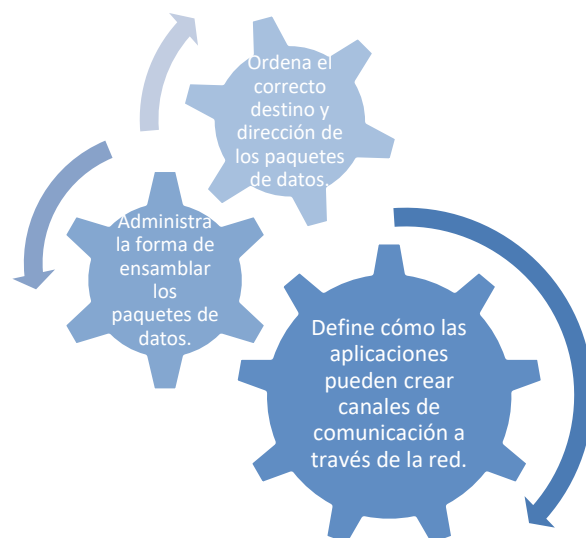 Ordena el
correcto
destino y
dirección de
los paquetes
de datos.
Administra
la forma de
ensamblar
los
paquetes de
datos.
Define cómo las
aplicaciones
pueden crear
canales de
comunicación a
través de la red.